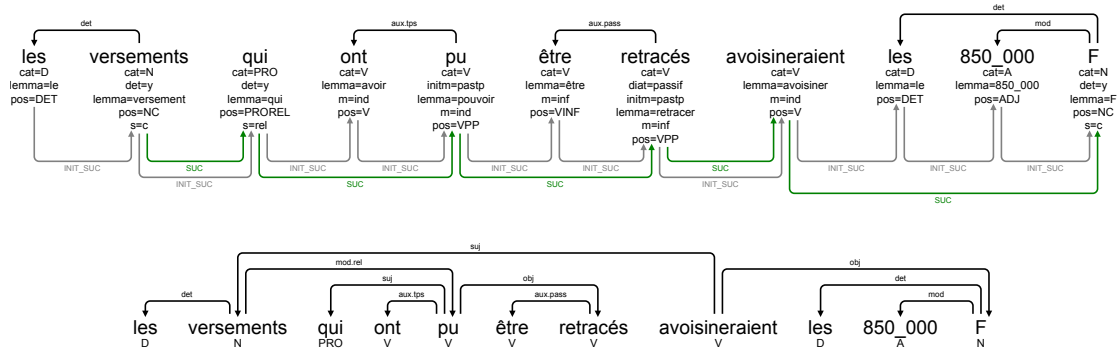 det aux.tps aux.pass det
mod
les versements qui ont pu être retracés avoisineraient les 850_000 F
cat=D cat=N cat=PRO cat=V cat=V cat=V cat=V cat=V cat=D cat=A cat=N
lemma=le det=y det=y lemma=avoir initm=pastp lemma=être diat=passif lemma=avoisiner lemma=le lemma=850_000 det=y
pos=DET lemma=versement lemma=qui m=ind lemma=pouvoir m=inf initm=pastp m=ind pos=DET pos=ADJ lemma=F
pos=NC pos=PROREL pos=V m=ind pos=VINF lemma=retracer pos=V pos=NC
s=c s=rel pos=VPP m=inf s=c
pos=VPP
INIT_SUC SUC INIT_SUC INIT_SUC INIT_SUC INIT_SUC SUC INIT_SUC INIT_SUC INIT_SUC
INIT_SUC SUC SUC INIT_SUC
SUC
suj
mod.rel obj
suj obj det
det aux.tps aux.pass mod
les versements qui ont pu être retracés avoisineraient les 850_000 F
D N PRO V V V V V D A N